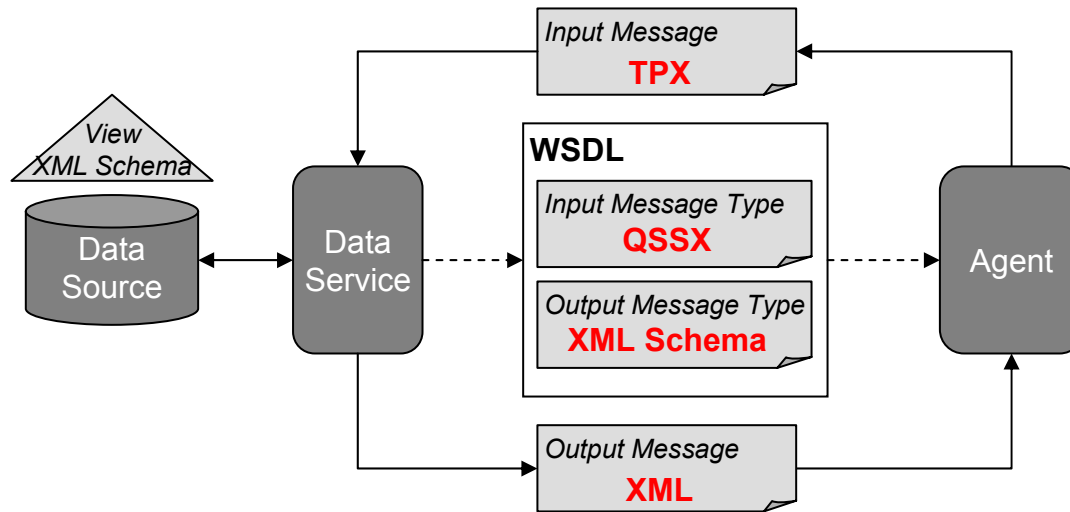 Input Message
TPX
View
XML Schema
WSDL
Input Message Type
QSSX
Data
Source
Data
Service
Agent
Output Message Type
XML Schema
Output Message
XML